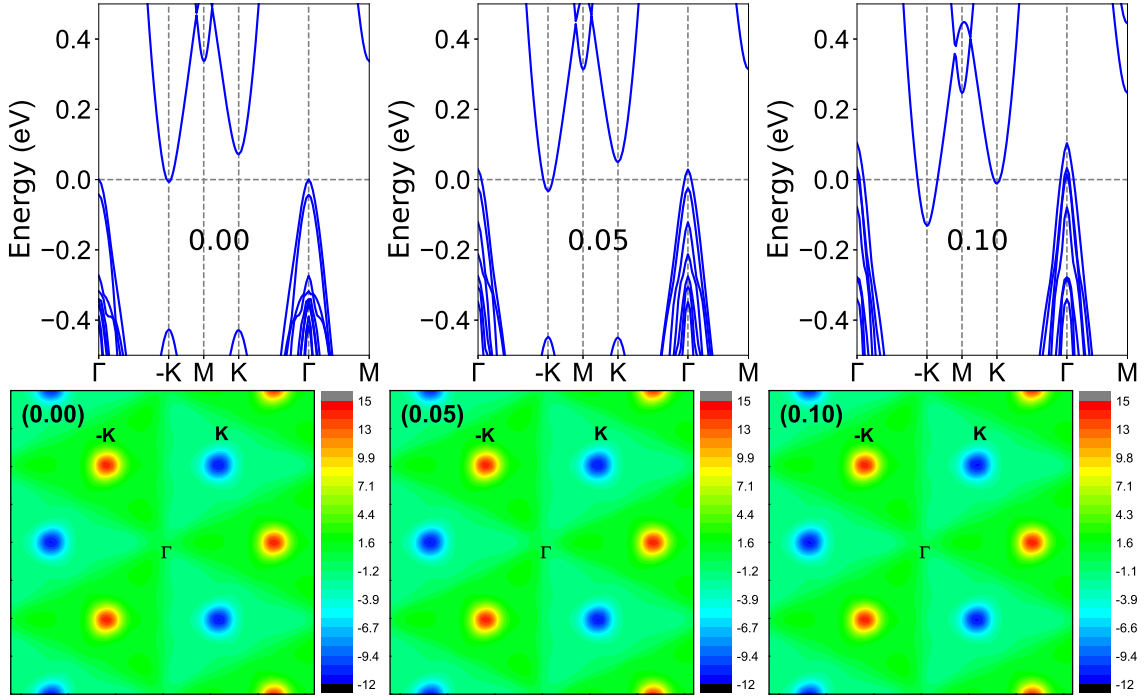 Energy (eV)
0.4
0.2
0.0
−0.2
−0.4
0.00
Γ
-K
M
K
Γ
M
Energy (eV)
0.4
0.2
0.0
−0.2
−0.4
0.05
Γ
-K
M
K
Γ
M
Energy (eV)
0.4
0.2
0.0
−0.2
−0.4
0.10
Γ
-K
M
K
Γ
M
(0.00)
-K
K
Γ
15
13
9.9
7.1
4.4
1.6
-1.2
-3.9
-6.7
-9.4
-12
(0.05)
-K
K
Γ
15
13
9.9
7.1
4.4
1.6
-1.2
-3.9
-6.7
-9.4
-12
(0.10)
-K
K
Γ
15
13
9.9
7.1
4.4
1.6
-1.2
-3.9
-6.7
-9.4
-12